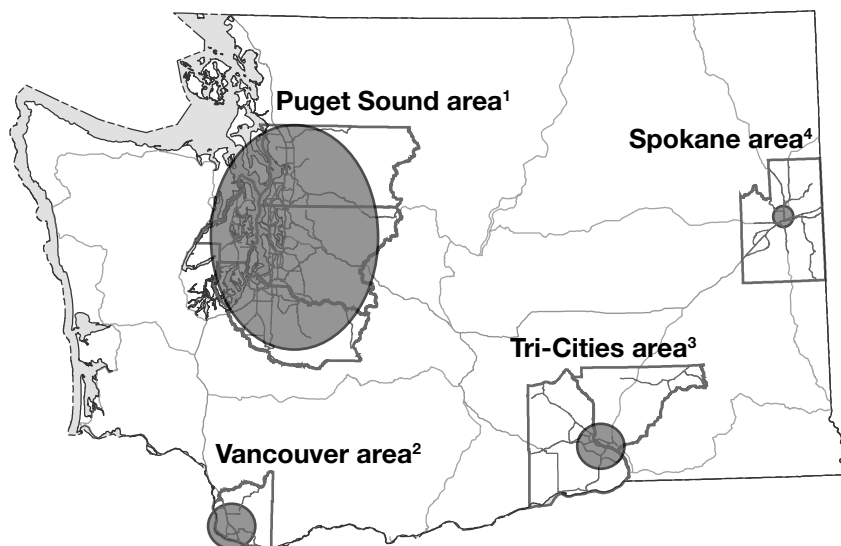 Puget Sound area¹
Spokane area⁴
Tri-Cities area³
Vancouver area²